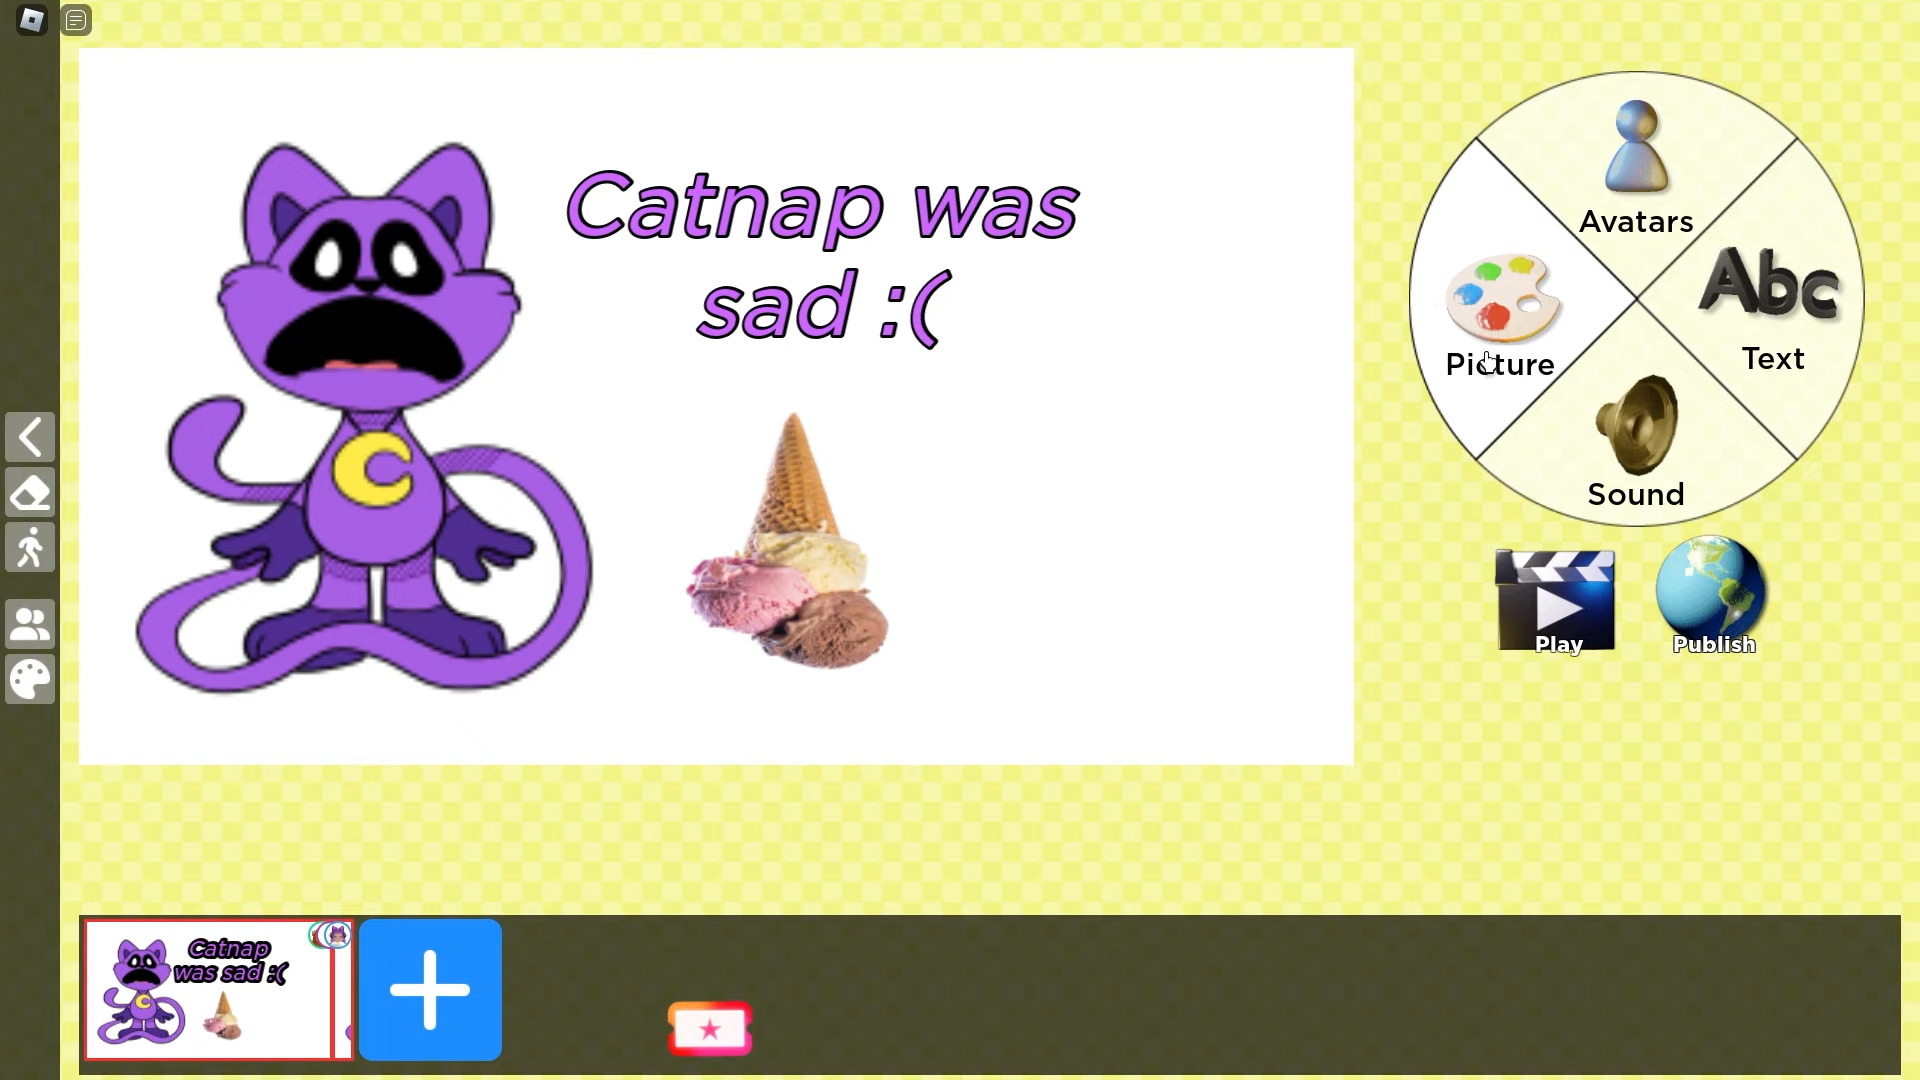 Catnap was
sad :(
Avatars
Abc
Picture
Text
Sound
Play
Publish
Catnap
was sad :(